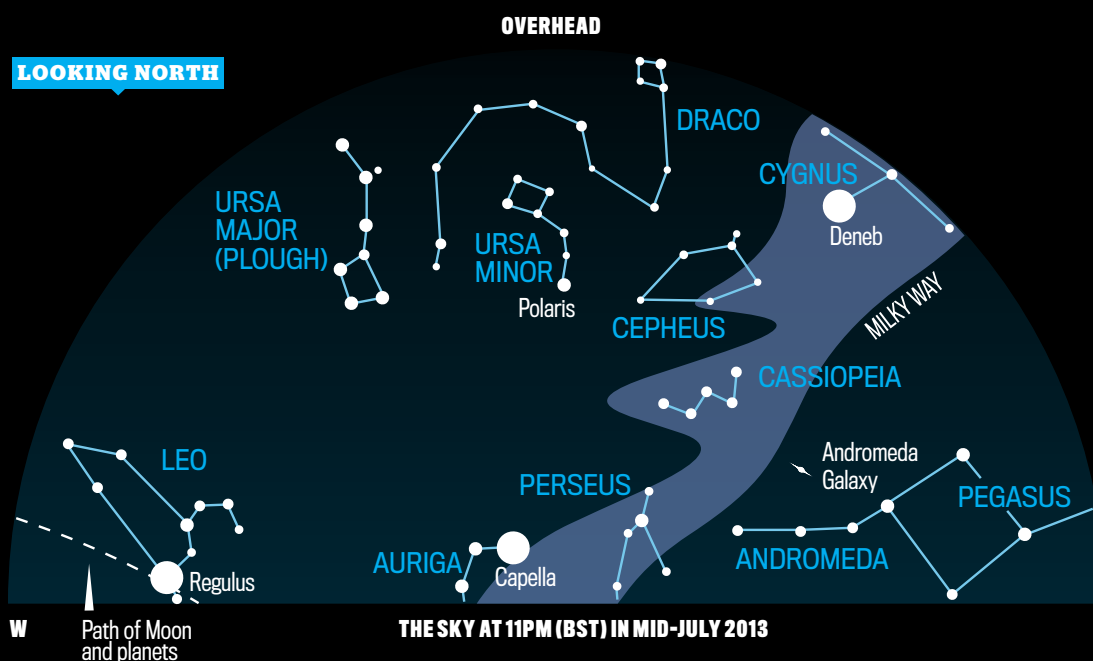 OVERHEAD
LOOKING NORTH
DRACO
CYGNUS
Deneb
URSA
MAJOR
(PLOUGH)
URSA
MINOR
Polaris
CEPHEUS
MILKY WAY
CASSIOPEIA
LEO
Andromeda
Galaxy
PERSEUS
PEGASUS
AURIGA
ANDROMEDA
Capella
Regulus
W
Path of Moon
and planets
THE SKY AT 11PM (BST) IN MID-JULY 2013